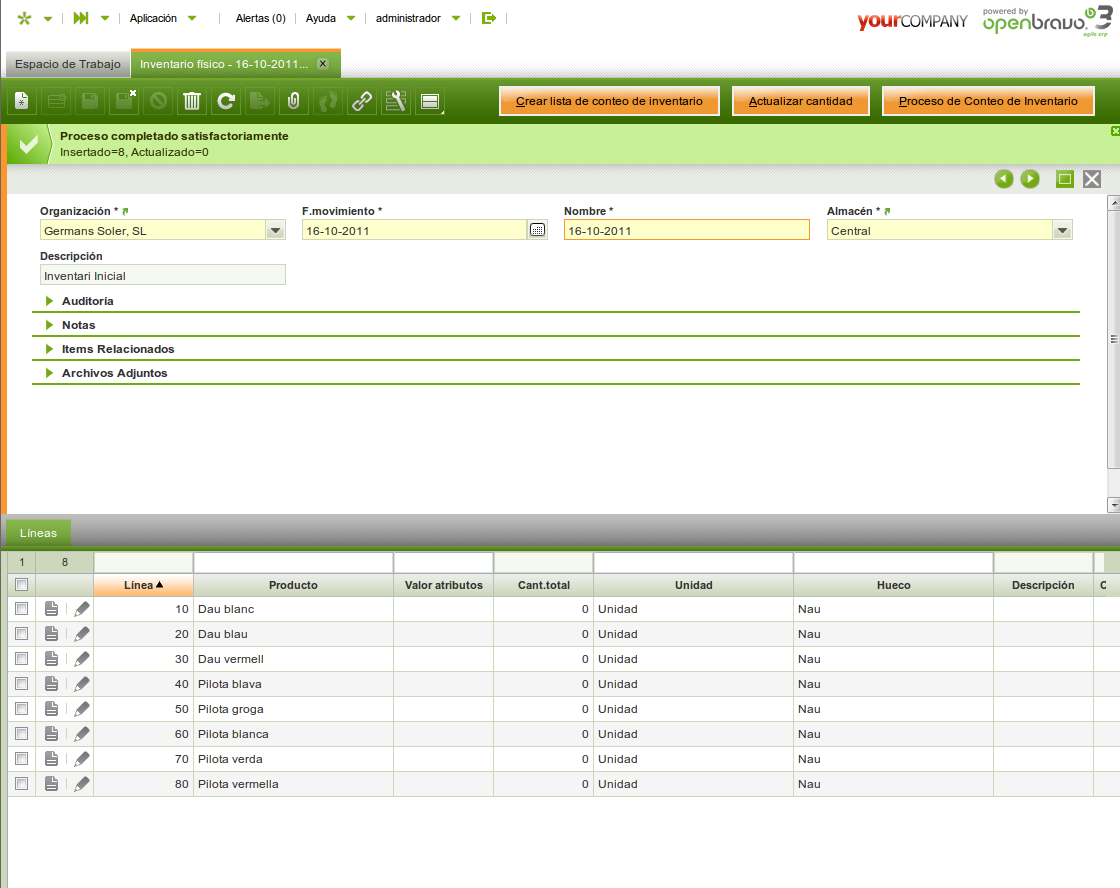 Aplicación Alertas (0) Ayuda administrador
yourCOMPANY
powered by
openbravo 3
agile erp
Espacio de Trabajo Inventario físico - 16-10-2011... x
Crear lista de conteo de inventario Actualizar cantidad Proceso de Conteo de Inventario
Proceso completado satisfactoriamente
Insertado=8, Actualizado=0
Organización * F.movimiento * Nombre * Almacén *
Germans Soler, SL 16-10-2011 16-10-2011 Central
Descripción
Inventari Inicial
Auditoría
Notas
Items Relacionados
Archivos Adjuntos
Líneas
1 8
Línea Producto Valor atributos Cant.total Unidad Hueco Descripción C
10 Dau blanc 0 Unidad Nau
20 Dau blau 0 Unidad Nau
30 Dau vermell 0 Unidad Nau
40 Pilota blava 0 Unidad Nau
50 Pilota groga 0 Unidad Nau
60 Pilota blanca 0 Unidad Nau
70 Pilota verda 0 Unidad Nau
80 Pilota vermella 0 Unidad Nau